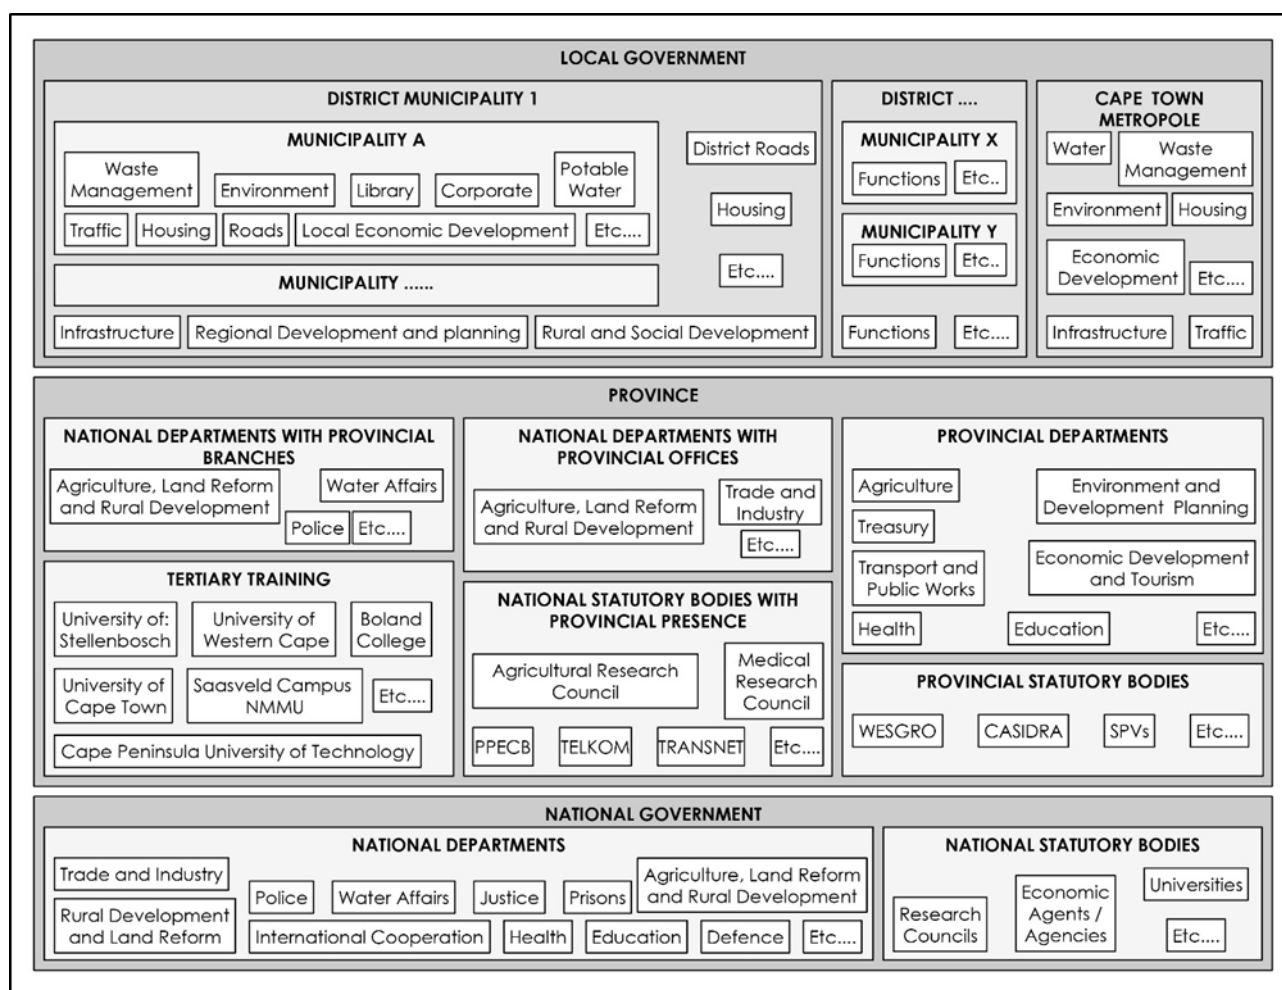 LOCAL GOVERNMENT
DISTRICT MUNICIPALITY 1
MUNICIPALITY A
Waste
Management
Environment
Library
Corporate
Potable
Water
Traffic
Housing
Roads
Local Economic Development
Etc....
MUNICIPALITY ......
District Roads
Housing
Etc....
Infrastructure
Regional Development and planning
Rural and Social Development
DISTRICT ....
MUNICIPALITY X
Functions
Etc..
MUNICIPALITY Y
Functions
Etc..
Functions
Etc....
CAPE TOWN
METROPOLE
Water
Waste
Management
Environment
Housing
Economic
Development
Etc....
Infrastructure
Traffic
PROVINCE
NATIONAL DEPARTMENTS WITH PROVINCIAL
BRANCHES
Agriculture, Land Reform
and Rural Development
Water Affairs
Police
Etc....
TERTIARY TRAINING
University of:
Stellenbosch
University of
Western Cape
Boland
College
University of
Cape Town
Saasveld Campus
NMMU
Etc....
Cape Peninsula University of Technology
NATIONAL DEPARTMENTS WITH
PROVINCIAL OFFICES
Agriculture, Land Reform
and Rural Development
Trade and
Industry
Etc....
NATIONAL STATUTORY BODIES WITH
PROVINCIAL PRESENCE
Agricultural Research
Council
Medical
Research
Council
PPECB
TELKOM
TRANSNET
Etc....
PROVINCIAL DEPARTMENTS
Agriculture
Environment and
Development Planning
Treasury
Transport and
Public Works
Economic Development
and Tourism
Health
Education
Etc....
PROVINCIAL STATUTORY BODIES
WESGRO
CASIDRA
SPVs
Etc....
NATIONAL GOVERNMENT
NATIONAL DEPARTMENTS
Trade and Industry
Police
Water Affairs
Justice
Prisons
Agriculture, Land Reform
and Rural Development
Rural Development
and Land Reform
International Cooperation
Health
Education
Defence
Etc....
NATIONAL STATUTORY BODIES
Research
Councils
Economic
Agents /
Agencies
Universities
Etc....